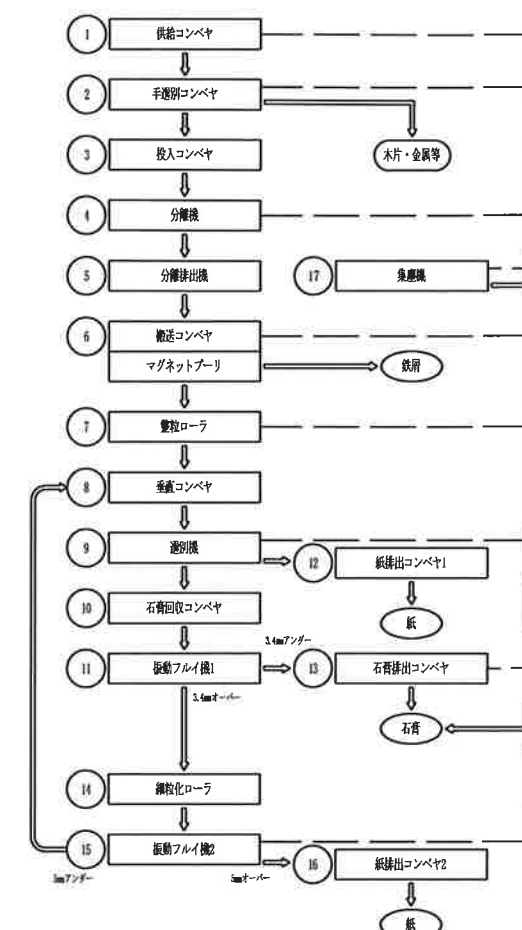 1 供給コンベヤ
2 手選別コンベヤ
3 投入コンベヤ
木片・金属等
4 分離機
5 分離排出機
17 集塵機
6 搬送コンベヤ
マグネットプーリ
鉄屑
7 整粒ローラ
8 垂直コンベヤ
9 選別機
12 紙排出コンベヤ1
10 石膏回収コンベヤ
紙
3.4mmアンダー
11 振動フルイ機1
13 石膏排出コンベヤ
3.4mmオーバー
石膏
14 細粒化ローラ
15 振動フルイ機2
16 紙排出コンベヤ2
5mmアンダー
5mmオーバー
紙